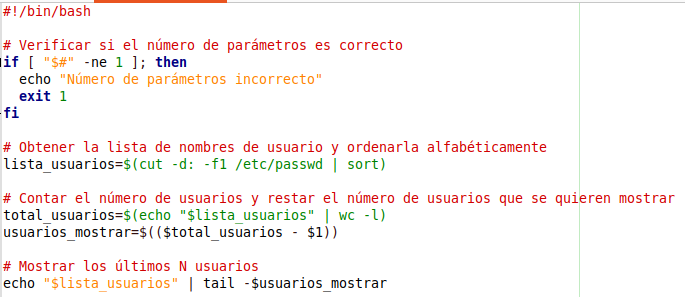 #!/bin/bash
# Verificar si el número de parámetros es correcto
if [ "$#" -ne 1 ]; then
  echo "Número de parámetros incorrecto"
  exit 1
fi
# Obtener la lista de nombres de usuario y ordenarla alfabéticamente
lista_usuarios=$(cut -d: -f1 /etc/passwd | sort)
# Contar el número de usuarios y restar el número de usuarios que se quieren mostrar
total_usuarios=$(echo "$lista_usuarios" | wc -l)
usuarios_mostrar=$(($total_usuarios - $1))
# Mostrar los últimos N usuarios
echo "$lista_usuarios" | tail -$usuarios_mostrar